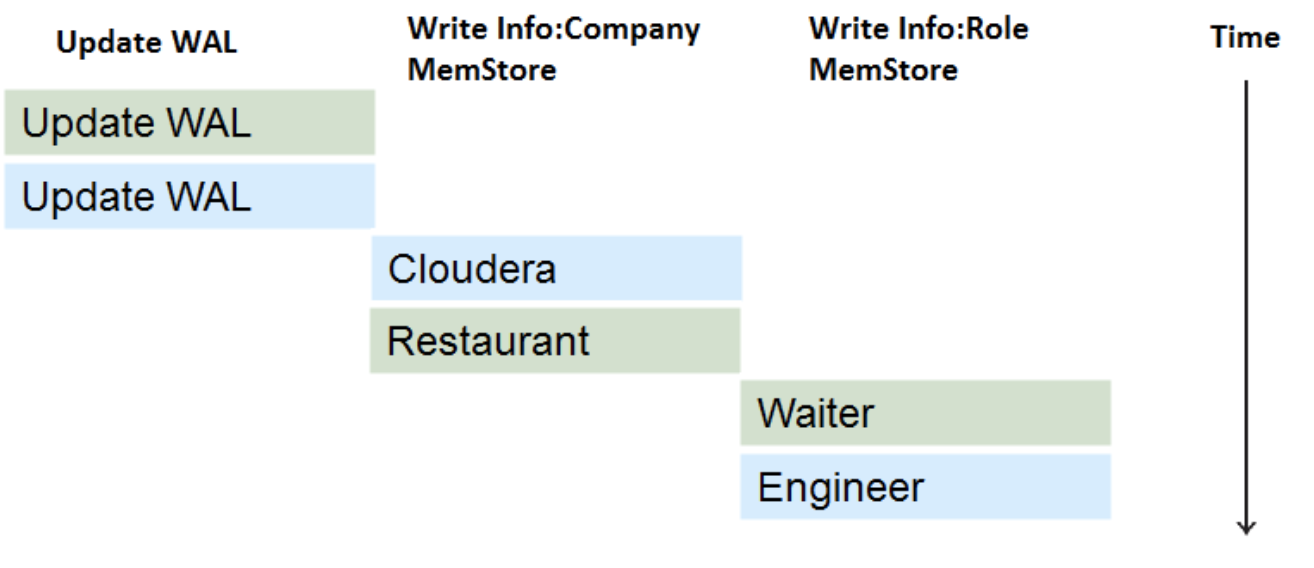 Update WAL
Write Info:Company
MemStore
Write Info:Role
MemStore
Time
Update WAL
Update WAL
Cloudera
Restaurant
Waiter
Engineer